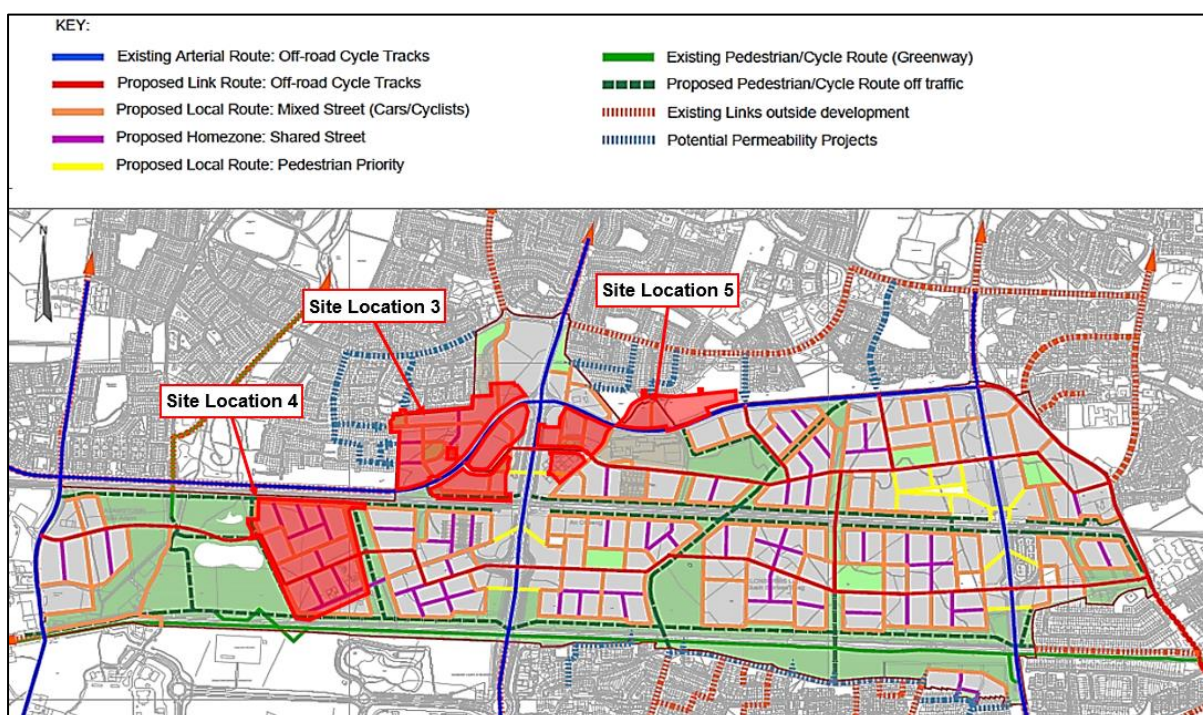 KEY:
Existing Arterial Route: Off-road Cycle Tracks
Proposed Link Route: Off-road Cycle Tracks
Proposed Local Route: Mixed Street (Cars/Cyclists)
Proposed Homezone: Shared Street
Proposed Local Route: Pedestrian Priority
Existing Pedestrian/Cycle Route (Greenway)
Proposed Pedestrian/Cycle Route off traffic
Existing Links outside development
Potential Permeability Projects
N
Site Location 3
Site Location 5
Site Location 4